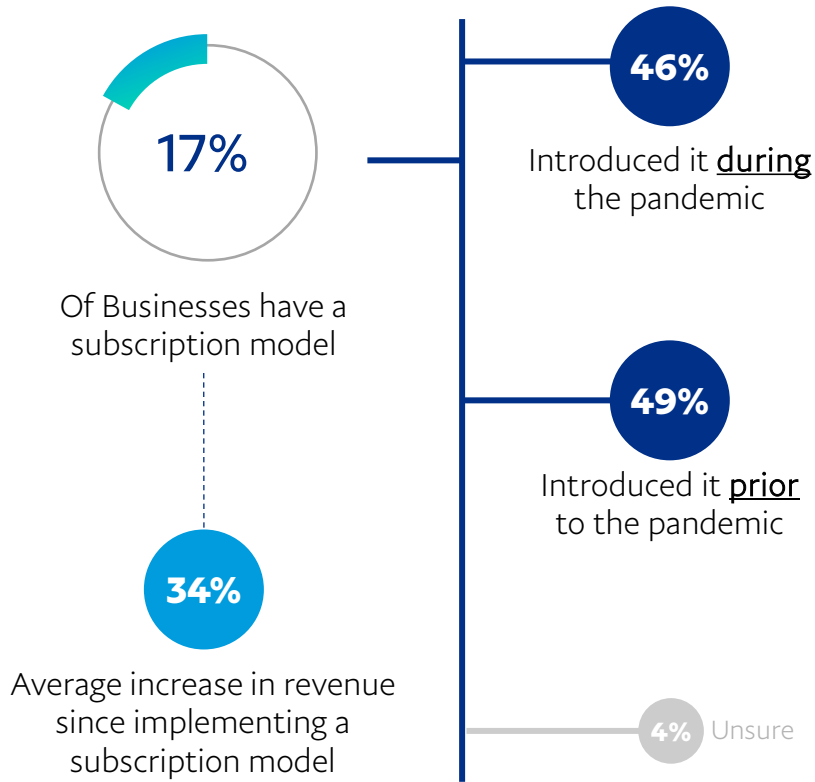 17%
Of Businesses have a
subscription model
34%
Average increase in revenue
since implementing a
subscription model
46%
Introduced it during
the pandemic
49%
Introduced it prior
to the pandemic
4% Unsure